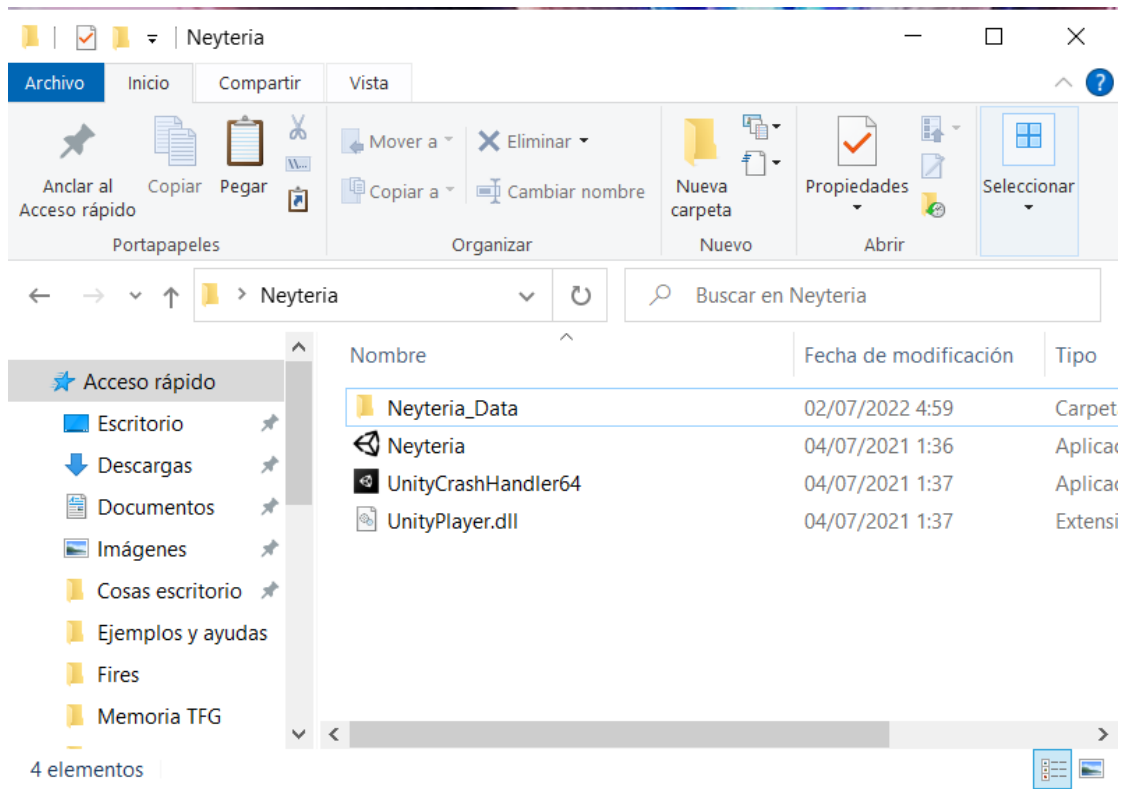 Neyteria
Archivo Inicio Compartir Vista
Anclar al Acceso rápido
Copiar
Pegar
Portapapeles
Mover a
Copiar a
Eliminar
Cambiar nombre
Organizar
Nueva carpeta
Nuevo
Propiedades
Abrir
Seleccionar
Neyteria
Buscar en Neyteria
Nombre Fecha de modificación Tipo
Neyteria_Data 02/07/2022 4:59 Carpet
Neyteria 04/07/2021 1:36 Aplicac
UnityCrashHandler64 04/07/2021 1:37 Aplicac
UnityPlayer.dll 04/07/2021 1:37 Extensi
Acceso rápido
Escritorio
Descargas
Documentos
Imágenes
Cosas escritorio
Ejemplos y ayudas
Fires
Memoria TFG
4 elementos